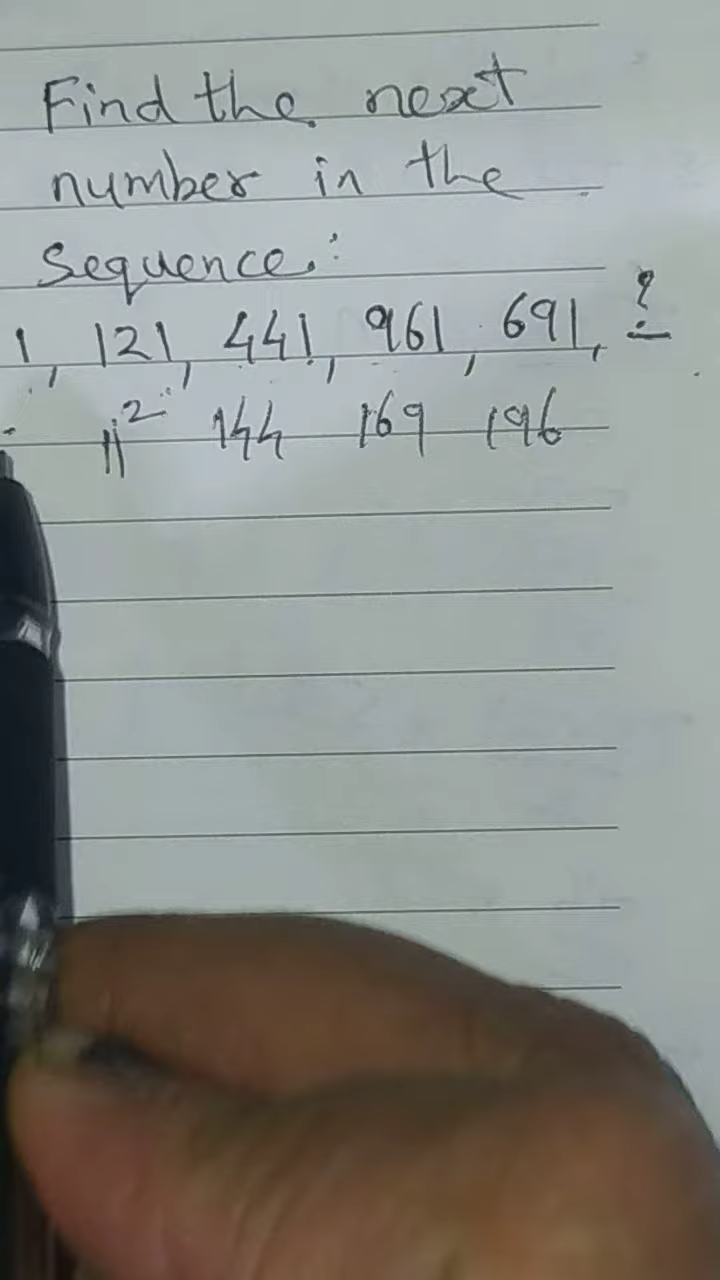 Find the next
number in the
sequence:
1, 121, 441, 961, 691, ?
11² 144 169 196